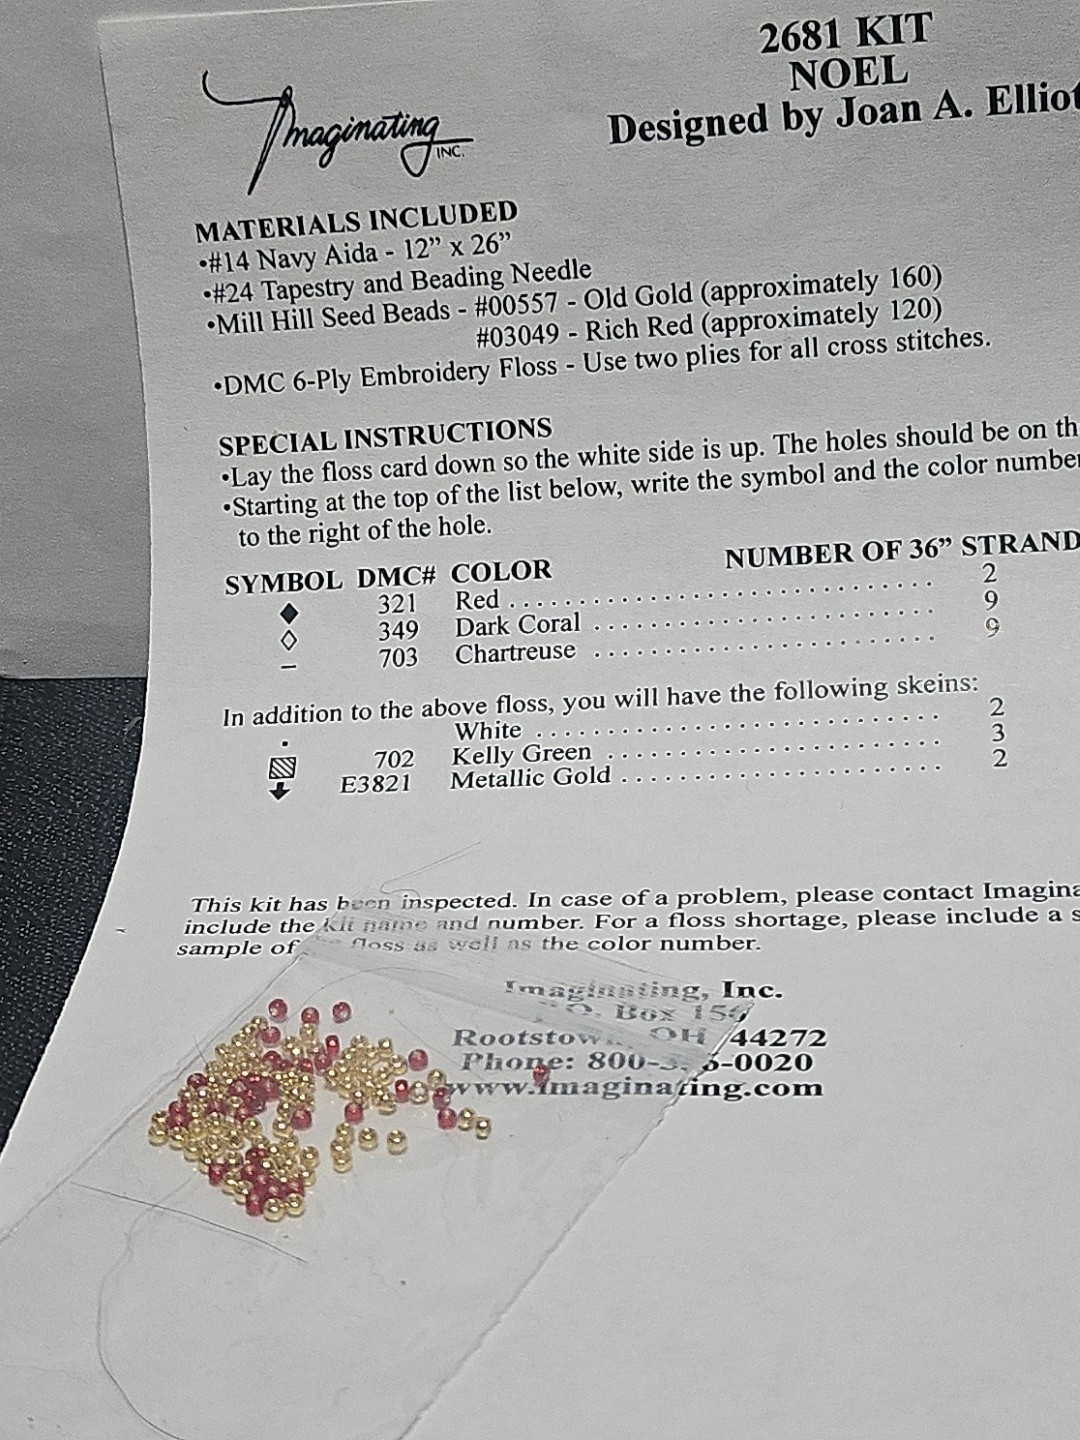 2681 KIT
NOEL
Designed by Joan A. Elliot
Imaginating
INC.
MATERIALS INCLUDED
•#14 Navy Aida - 12” x 26”
•#24 Tapestry and Beading Needle
•Mill Hill Seed Beads - #00557 - Old Gold (approximately 160)
#03049 - Rich Red (approximately 120)
•DMC 6-Ply Embroidery Floss - Use two plies for all cross stitches.
SPECIAL INSTRUCTIONS
•Lay the floss card down so the white side is up. The holes should be on th
•Starting at the top of the list below, write the symbol and the color number
to the right of the hole.
SYMBOL DMC# COLOR NUMBER OF 36” STRAND
◆ 321 Red . . . . . . . . . . . . . . . . . . . . . . . . . . . . . . 2
◇ 349 Dark Coral . . . . . . . . . . . . . . . . . . . . . . . . 9
– 703 Chartreuse . . . . . . . . . . . . . . . . . . . . . . . . 9
In addition to the above floss, you will have the following skeins:
· White . . . . . . . . . . . . . . . . . . . . . . . . . . . . 2
▨ 702 Kelly Green . . . . . . . . . . . . . . . . . . . . . . . 3
↓ E3821 Metallic Gold . . . . . . . . . . . . . . . . . . . . . . 2
This kit has been inspected. In case of a problem, please contact Imagina
include the kit name and number. For a floss shortage, please include a s
sample of floss as well as the color number.
Imaginating, Inc.
Box
OH 44272
Phone: 800- -0020
www.imaginating.com